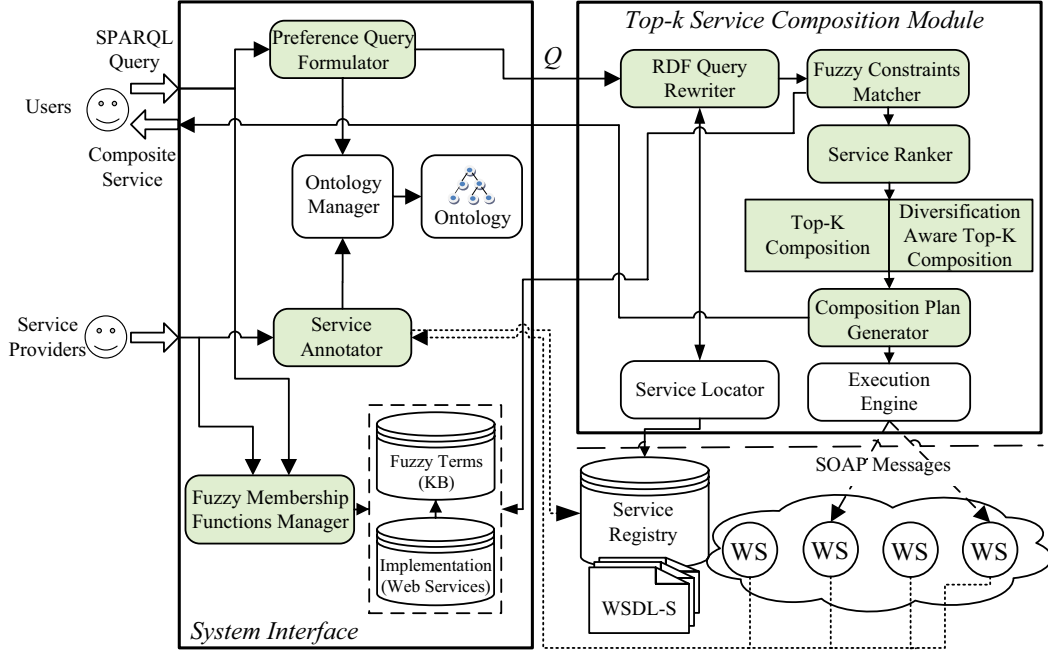 SPARQL
Query
Users
Composite
Service
Service
Providers
Preference Query
Formulator
Ontology
Manager
Ontology
Service
Annotator
Fuzzy Membership
Functions Manager
Fuzzy Terms
(KB)
Implementation
(Web Services)
System Interface
Q
Top-k Service Composition Module
RDF Query
Rewriter
Fuzzy Constraints
Matcher
Service Ranker
Top-K
Composition
Diversification
Aware Top-K
Composition
Composition Plan
Generator
Service Locator
Execution
Engine
SOAP Messages
Service
Registry
WSDL-S
WS
WS
WS
WS